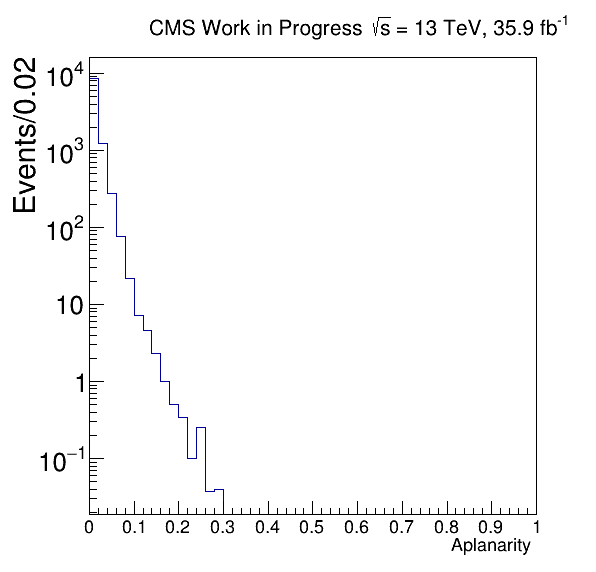 CMS Work in Progress √s = 13 TeV, 35.9 fb⁻¹
Events/0.02
10⁴
10³
10²
10
1
10⁻¹
0 0.1 0.2 0.3 0.4 0.5 0.6 0.7 0.8 0.9 1
Aplanarity